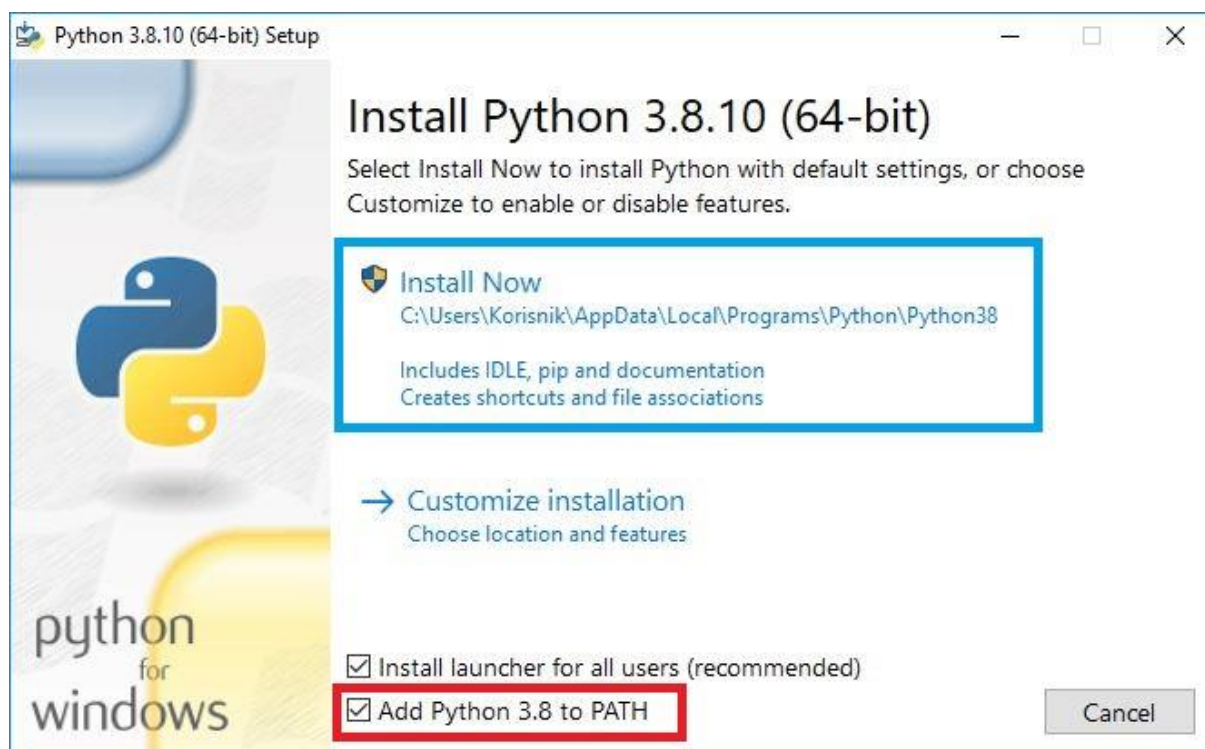 Python 3.8.10 (64-bit) Setup
Install Python 3.8.10 (64-bit)
Select Install Now to install Python with default settings, or choose
Customize to enable or disable features.
Install Now
C:\Users\Korisnik\AppData\Local\Programs\Python\Python38
Includes IDLE, pip and documentation
Creates shortcuts and file associations
Customize installation
Choose location and features
python
for
windows
Install launcher for all users (recommended)
Add Python 3.8 to PATH
Cancel